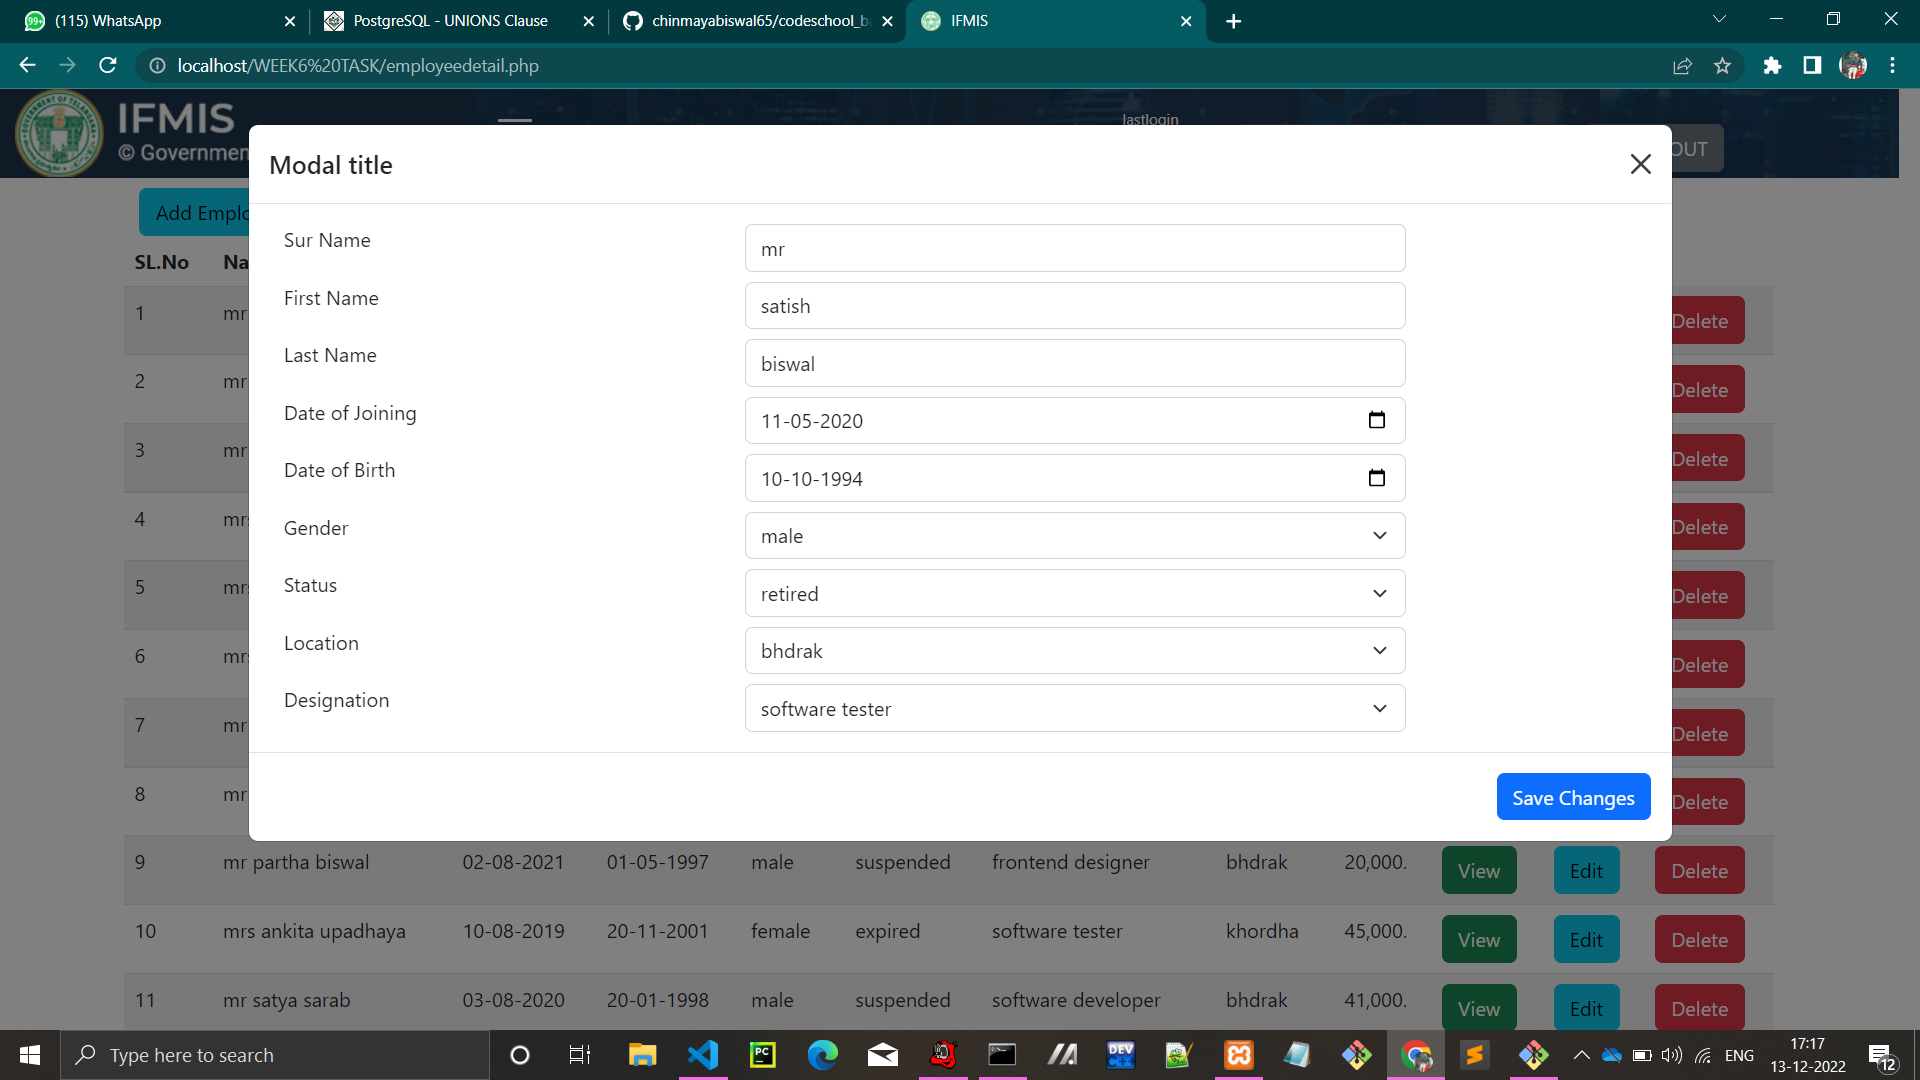 (115) WhatsApp
PostgreSQL - UNIONS Clause
chinmayabiswal65/codeschool_b
IFMIS
localhost/WEEK6%20TASK/employeedetail.php
IFMIS
© Governmen
lastlogin
OUT
Modal title
Add Emplo
SL.No Na
Sur Name mr
First Name satish
Last Name biswal
Date of Joining 11-05-2020
Date of Birth 10-10-1994
Gender male
Status retired
Location bhdrak
Designation software tester
Save Changes
1 mr Delete
2 mr Delete
3 mr Delete
4 mrs Delete
5 mrs Delete
6 mrs Delete
7 mr Delete
8 mr Delete
9 mr partha biswal 02-08-2021 01-05-1997 male suspended frontend designer bhdrak 20,000. View Edit Delete
10 mrs ankita upadhaya 10-08-2019 20-11-2001 female expired software tester khordha 45,000. View Edit Delete
11 mr satya sarab 03-08-2020 20-01-1998 male suspended software developer bhdrak 41,000. View Edit Delete
Type here to search
PC
DEV
ENG
17:17
13-12-2022
12